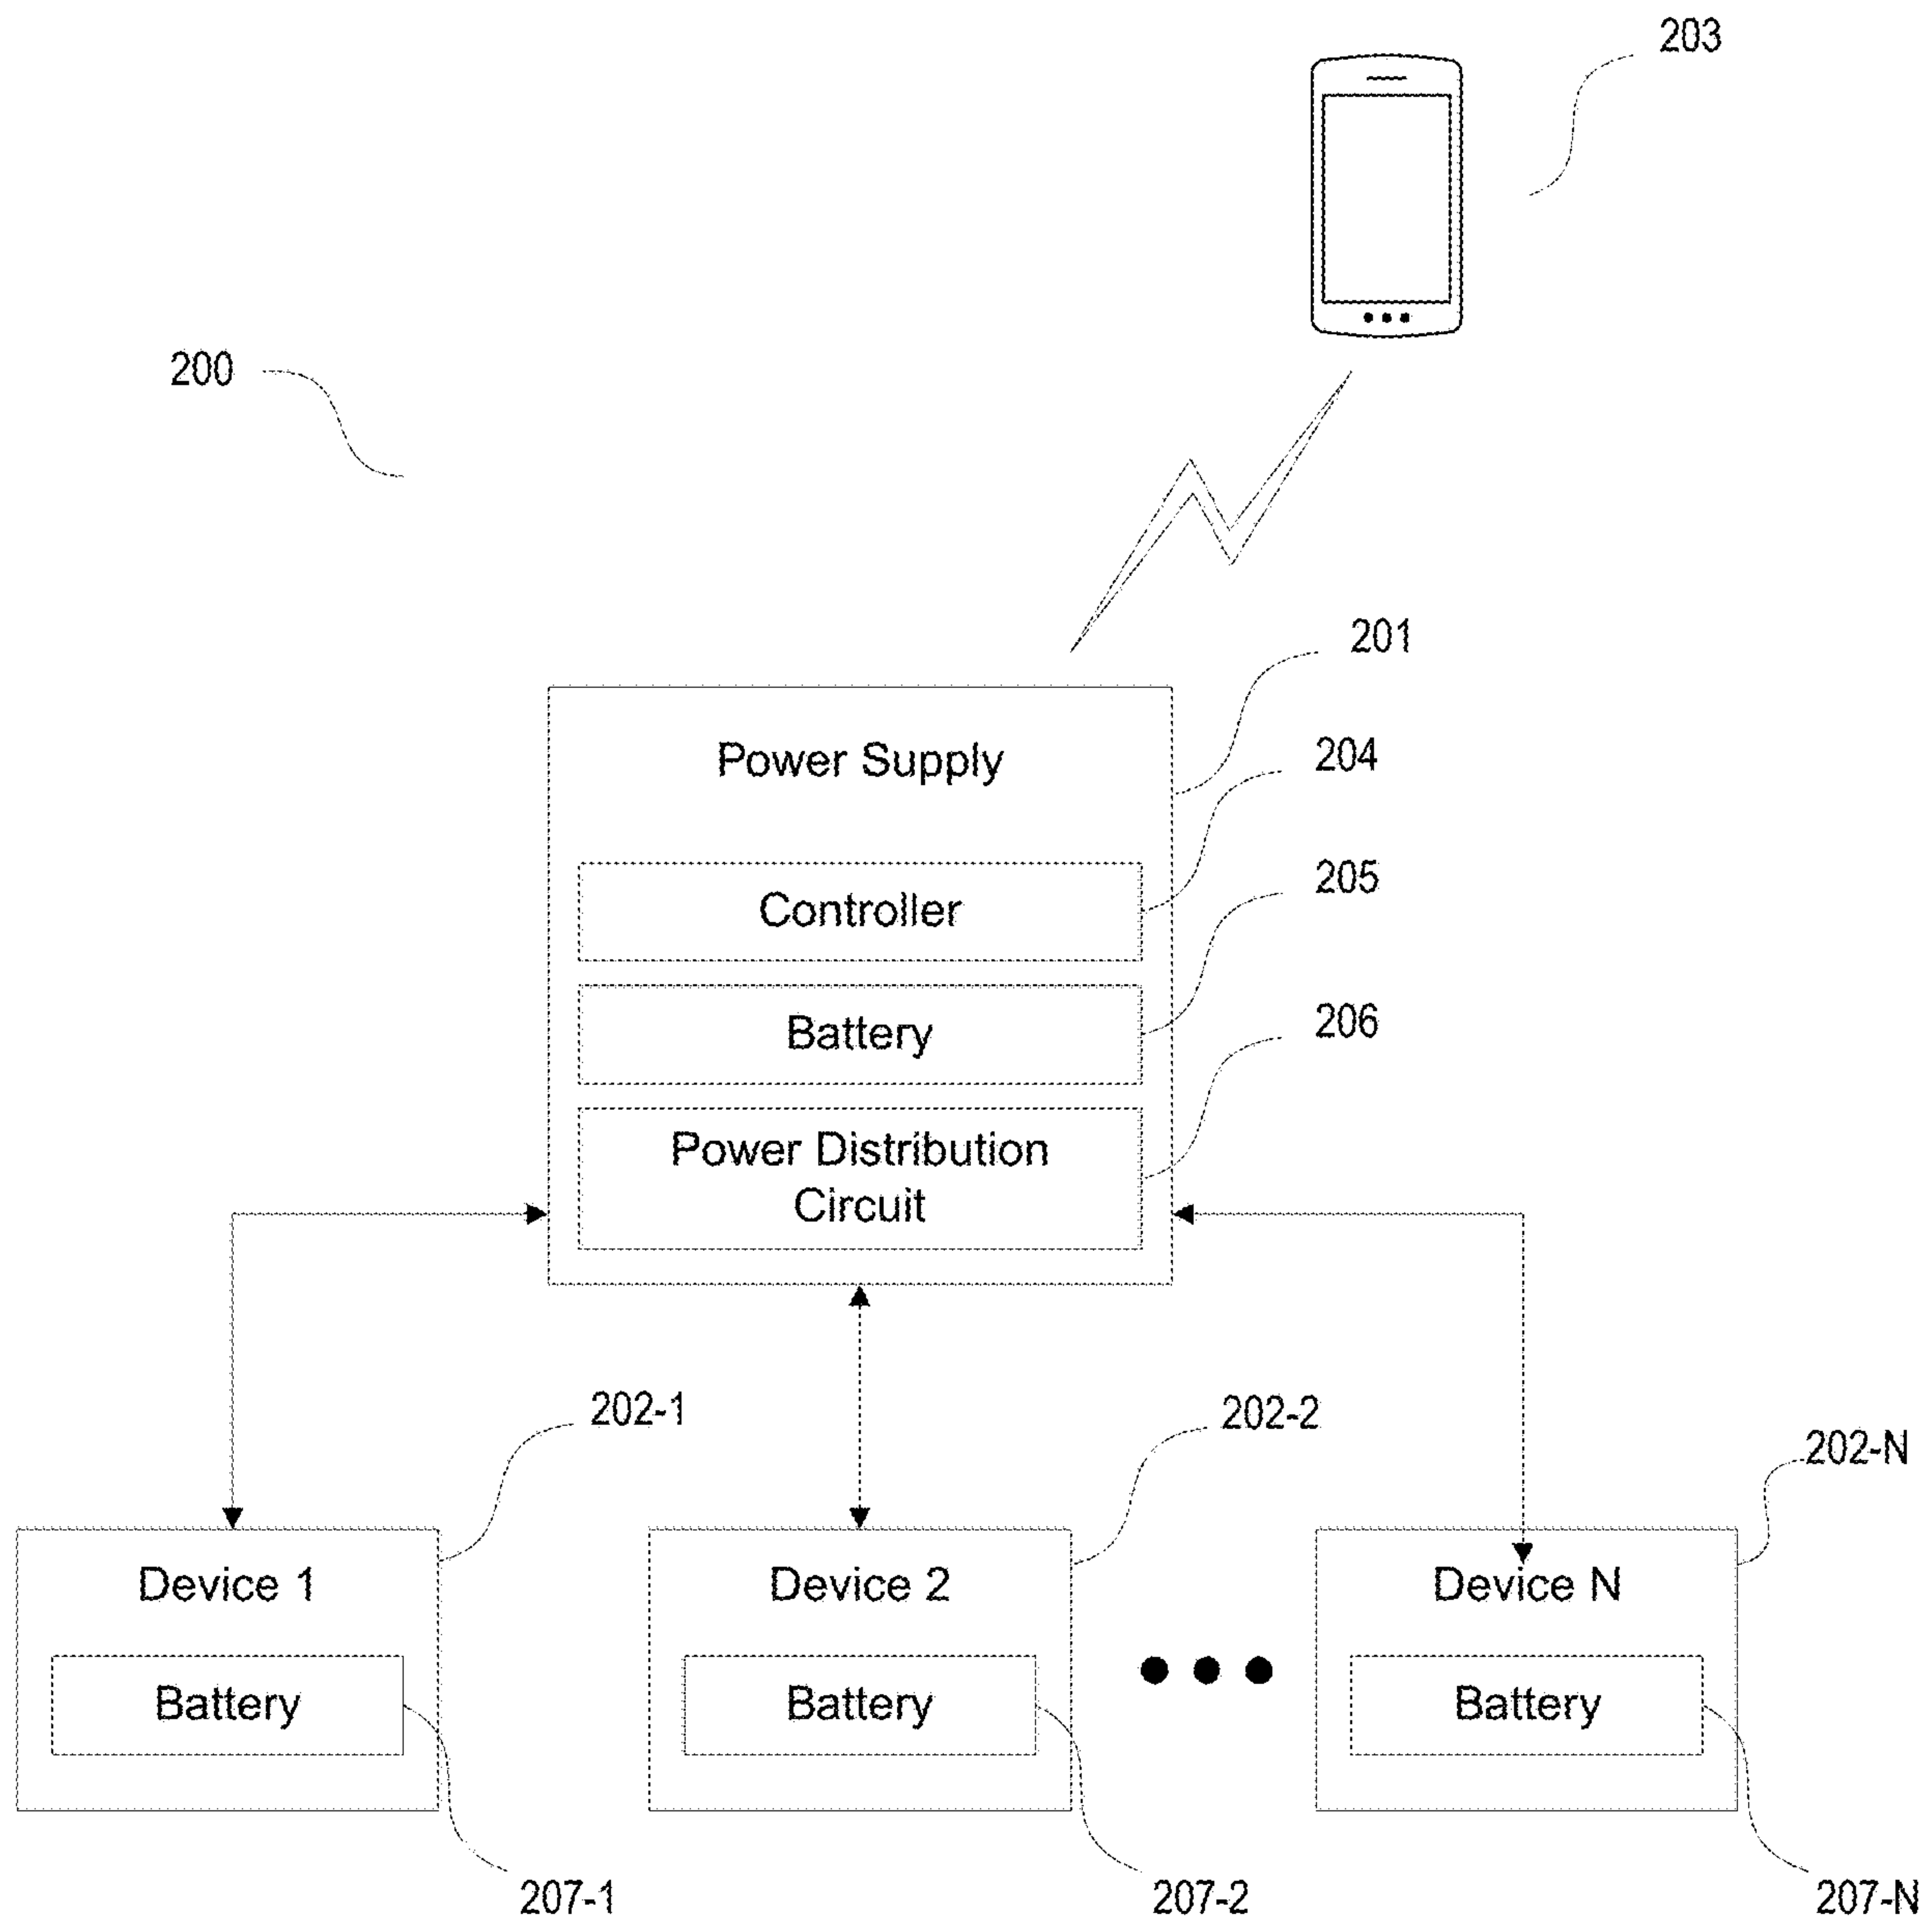 203
200
201
Power Supply
204
Controller
205
Battery
206
Power Distribution
Circuit
202-1
202-2
202-N
Device 1
Device 2
Device N
Battery
Battery
Battery
207-1
207-2
207-N